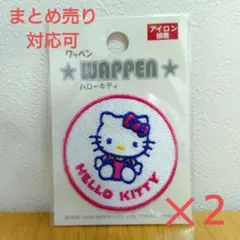 まとめ売り
対応可
アイロン
接着
ワッペン
★WAPPEN★
ハローキティ
HELLO KITTY
×2